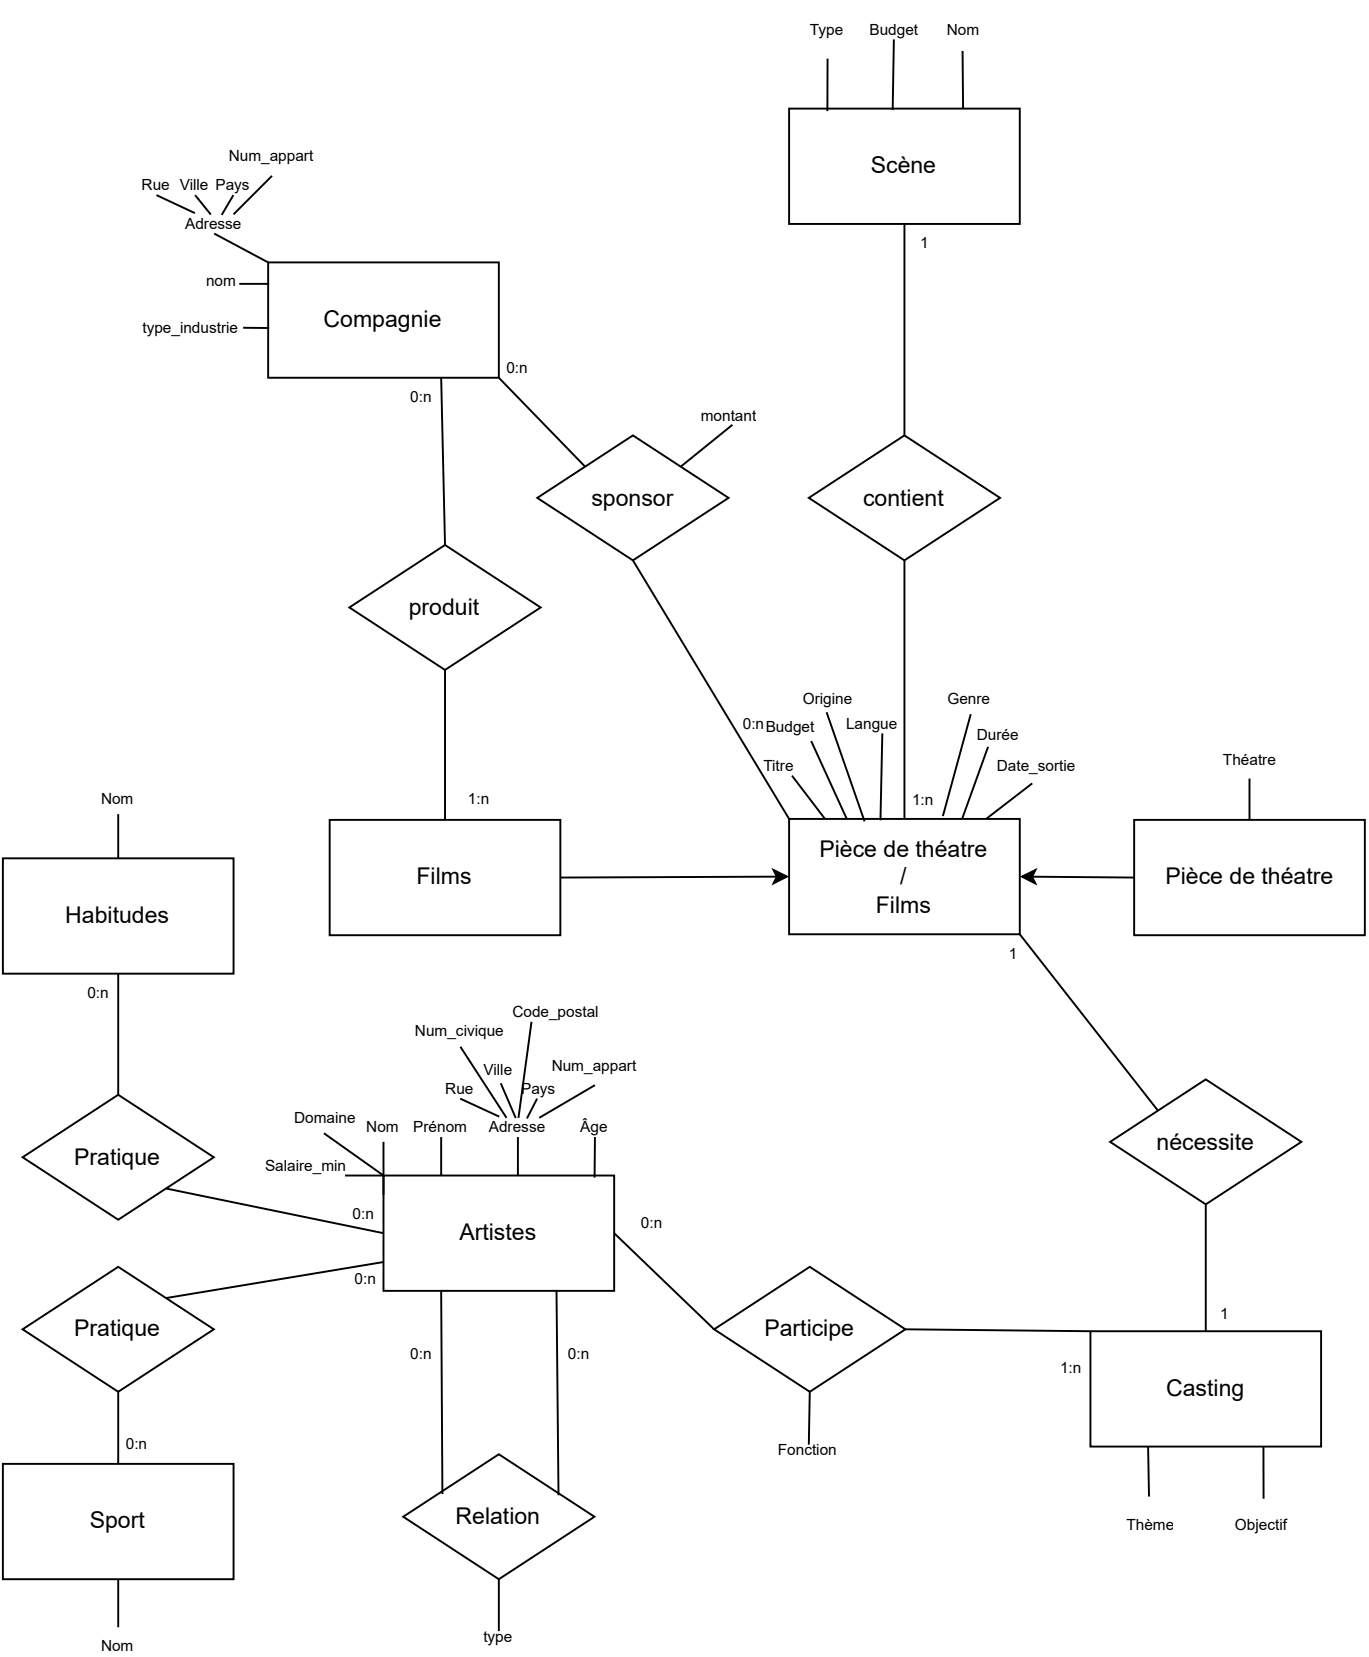 Type
Budget
Nom
Scène
1
Num_appart
Rue
Ville
Pays
Adresse
nom
type_industrie
Compagnie
0:n
0:n
montant
sponsor
contient
produit
Origine
Genre
0:n
Budget
Langue
Durée
Titre
Date_sortie
Théatre
1:n
1:n
Nom
Films
Pièce de théatre
/
Films
Pièce de théatre
Habitudes
1
0:n
Code_postal
Num_civique
Ville
Num_appart
Rue
Pays
Domaine
Nom
Prénom
Adresse
Âge
Salaire_min
Pratique
nécessite
0:n
0:n
Artistes
0:n
Pratique
Participe
1
0:n
0:n
1:n
Casting
0:n
Fonction
Sport
Relation
Thème
Objectif
type
Nom